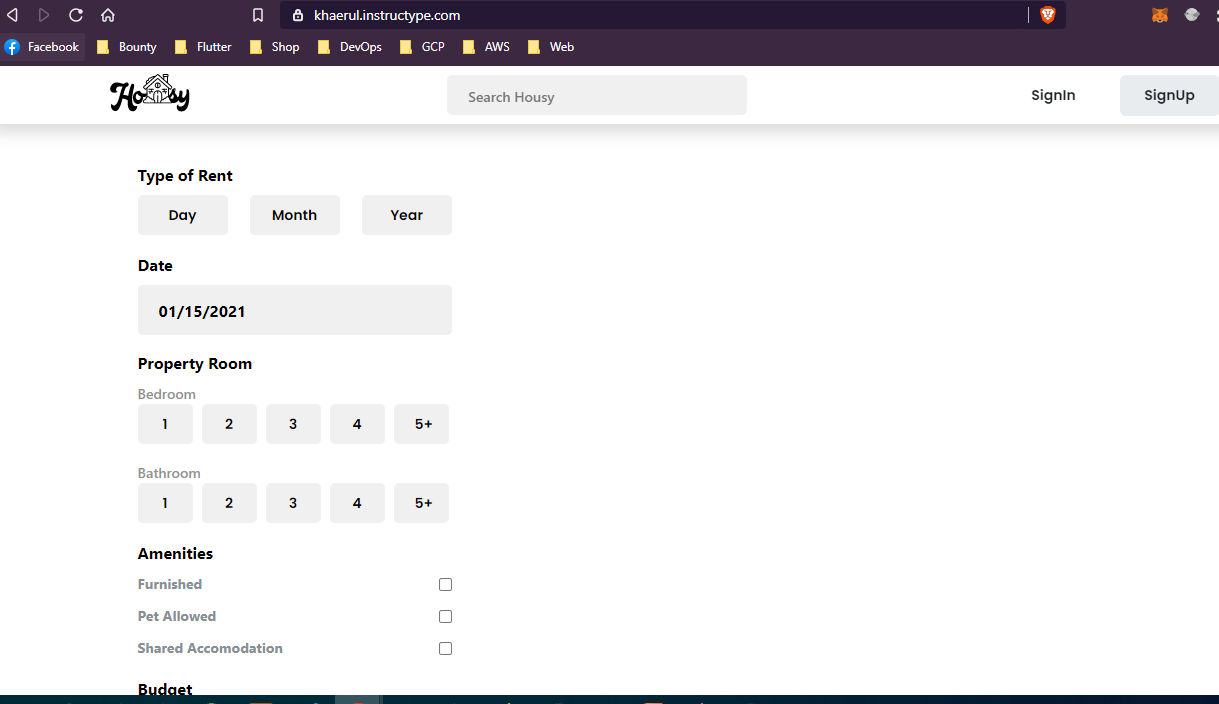 khaerul.instructype.com
Facebook Bounty Flutter Shop DevOps GCP AWS Web
Housy Search Housy SignIn SignUp
Type of Rent
Day Month Year
Date
01/15/2021
Property Room
Bedroom
1 2 3 4 5+
Bathroom
1 2 3 4 5+
Amenities
Furnished
Pet Allowed
Shared Accomodation
Budget